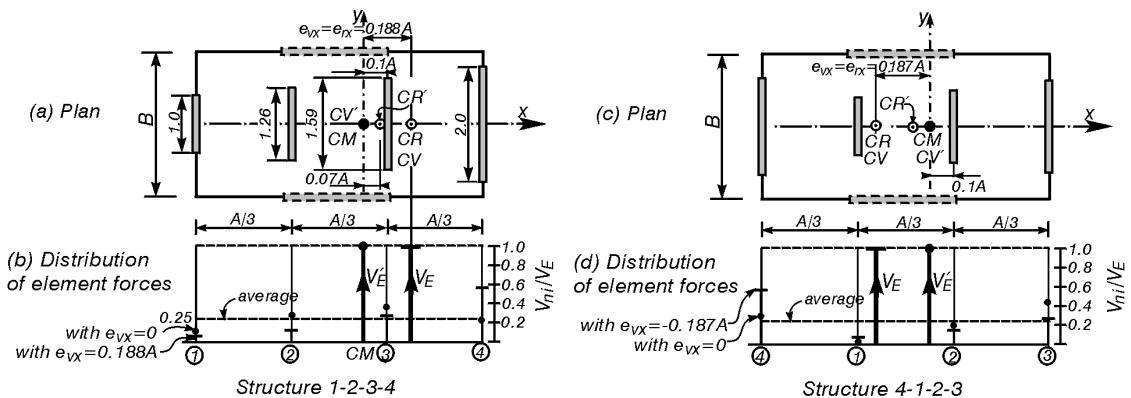 y
e_vx=e_rx=0.188A
0.1A
(a) Plan
B
1.0
1.26
1.59
2.0
CV′
CM
CR′
CR
CV
x
0.07A
A/3
A/3
A/3
(b) Distribution
of element forces
average
0.25
with e_vx=0
with e_vx=0.188A
V′_E
V_E
1.0
0.8
0.6
0.4
0.2
V_ni/V_E
1
2
CM
3
4
Structure 1-2-3-4
y
e_vx=e_rx=0.187A
(c) Plan
B
CR′
CR
CV
CM
CV′
x
0.1A
A/3
A/3
A/3
(d) Distribution
of element forces
average
with e_vx=-0.187A
with e_vx=0
V_E
V′_E
1.0
0.8
0.6
0.4
0.2
V_ni/V_E
4
1
2
3
Structure 4-1-2-3